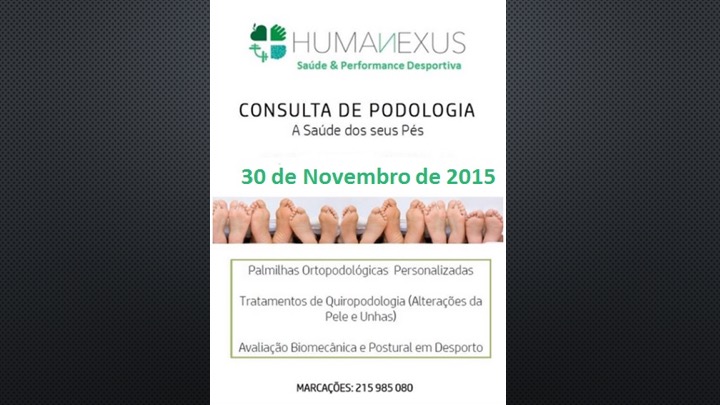 HUMANEXUS
Saúde & Performance Desportiva
CONSULTA DE PODOLOGIA
A Saúde dos seus Pés
30 de Novembro de 2015
Palmilhas Ortopodológicas Personalizadas
Tratamentos de Quiropodologia (Alterações da
Pele e Unhas)
Avaliação Biomecânica e Postural em Desporto
MARCAÇÕES: 215 985 080